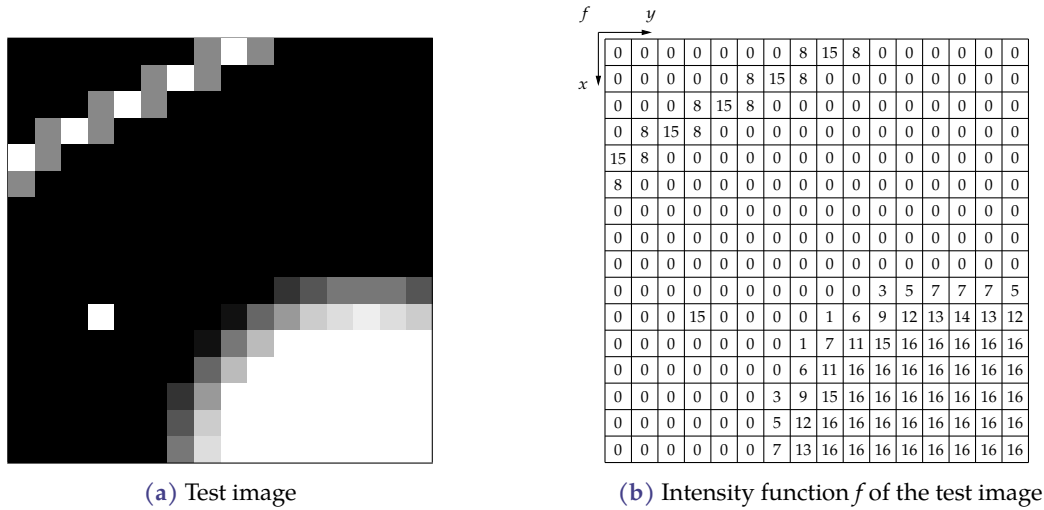 f y
x
0 0 0 0 0 0 0 8 15 8 0 0 0 0 0 0
0 0 0 0 0 8 15 8 0 0 0 0 0 0 0 0
0 0 0 8 15 8 0 0 0 0 0 0 0 0 0 0
0 8 15 8 0 0 0 0 0 0 0 0 0 0 0 0
15 8 0 0 0 0 0 0 0 0 0 0 0 0 0 0
8 0 0 0 0 0 0 0 0 0 0 0 0 0 0 0
0 0 0 0 0 0 0 0 0 0 0 0 0 0 0 0
0 0 0 0 0 0 0 0 0 0 0 0 0 0 0 0
0 0 0 0 0 0 0 0 0 0 0 0 0 0 0 0
0 0 0 0 0 0 0 0 0 0 3 5 7 7 7 5
0 0 0 15 0 0 0 0 1 6 9 12 13 14 13 12
0 0 0 0 0 0 0 1 7 11 15 16 16 16 16 16
0 0 0 0 0 0 0 6 11 16 16 16 16 16 16 16
0 0 0 0 0 0 3 9 15 16 16 16 16 16 16 16
0 0 0 0 0 0 5 12 16 16 16 16 16 16 16 16
0 0 0 0 0 0 7 13 16 16 16 16 16 16 16 16
(a) Test image
(b) Intensity function f of the test image